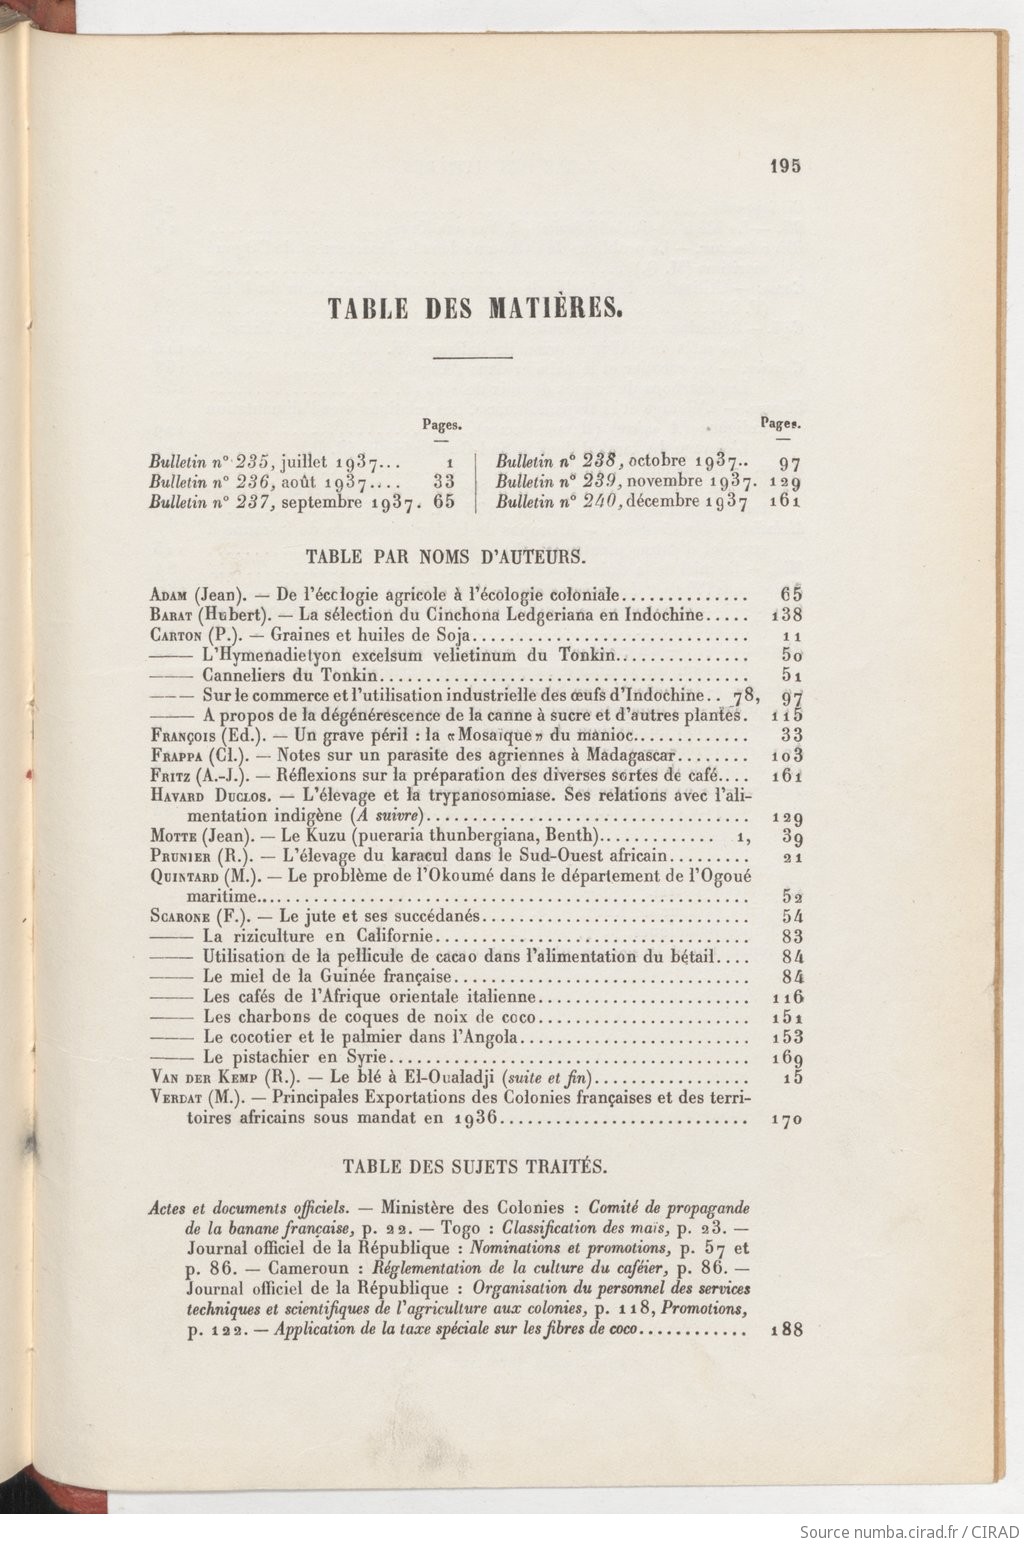 195
TABLE DES MATIÈRES.
Pages.
Bulletin n° 235, juillet 1937... 1
Bulletin n° 236, août 1937.... 33
Bulletin n° 237, septembre 1937. 65
Pages.
Bulletin n° 238, octobre 1937.. 97
Bulletin n° 239, novembre 1937. 129
Bulletin n° 240, décembre 1937 161
TABLE PAR NOMS D'AUTEURS.
ADAM (Jean). — De l'écologie agricole à l'écologie coloniale.............. 65
BARAT (Hubert). — La sélection du Cinchona Ledgeriana en Indochine..... 138
CARTON (P.). — Graines et huiles de Soja.............................. 11
—— L'Hymenadietyon excelsum velietinum du Tonkin............... 50
—— Canneliers du Tonkin........................................ 51
—— Sur le commerce et l'utilisation industrielle des œufs d'Indochine.. 78, 97
—— A propos de la dégénérescence de la canne à sucre et d'autres plantes. 115
FRANÇOIS (Ed.). — Un grave péril : la «Mosaïque» du manioc............. 33
FRAPPA (Cl.). — Notes sur un parasite des agriennes à Madagascar........ 103
FRITZ (A.-J.). — Réflexions sur la préparation des diverses sortes de café.... 161
HAVARD DUCLOS. — L'élevage et la trypanosomiase. Ses relations avec l'ali-
mentation indigène (A suivre)................................... 129
MOTTE (Jean). — Le Kuzu (pueraria thunbergiana, Benth)............. 1, 39
PRUNIER (R.). — L'élevage du karacul dans le Sud-Ouest africain......... 21
QUINTARD (M.). — Le problème de l'Okoumé dans le département de l'Ogoué
maritime..................................................... 52
SCARONE (F.). — Le jute et ses succédanés............................. 54
—— La riziculture en Californie.................................. 83
—— Utilisation de la pellicule de cacao dans l'alimentation du bétail.... 84
—— Le miel de la Guinée française................................ 84
—— Les cafés de l'Afrique orientale italienne....................... 116
—— Les charbons de coques de noix de coco....................... 151
—— Le cocotier et le palmier dans l'Angola......................... 153
—— Le pistachier en Syrie....................................... 169
VAN DER KEMP (R.). — Le blé à El-Oualadji (suite et fin)................. 15
VERDAT (M.). — Principales Exportations des Colonies françaises et des terri-
toires africains sous mandat en 1936........................... 170
TABLE DES SUJETS TRAITÉS.
Actes et documents officiels. — Ministère des Colonies : Comité de propagande
de la banane française, p. 22. — Togo : Classification des maïs, p. 23. —
Journal officiel de la République : Nominations et promotions, p. 57 et
p. 86. — Cameroun : Réglementation de la culture du caféier, p. 86. —
Journal officiel de la République : Organisation du personnel des services
techniques et scientifiques de l'agriculture aux colonies, p. 118, Promotions,
p. 122. — Application de la taxe spéciale sur les fibres de coco............ 188
Source numba.cirad.fr / CIRAD